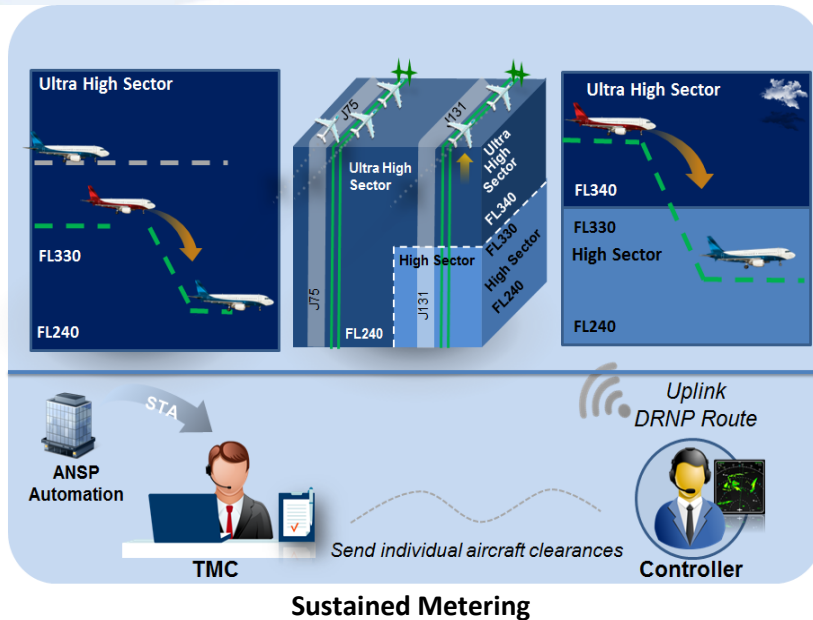 Ultra High Sector
FL330
FL240
J75
J131
Ultra High
Sector
Ultra
High
Sector
FL340
High Sector
FL330
High Sector
FL240
J75
J131
FL240
Ultra High Sector
FL340
FL330
High Sector
FL240
STA
ANSP
Automation
TMC
Send individual aircraft clearances
Uplink
DRNP Route
Controller
Sustained Metering